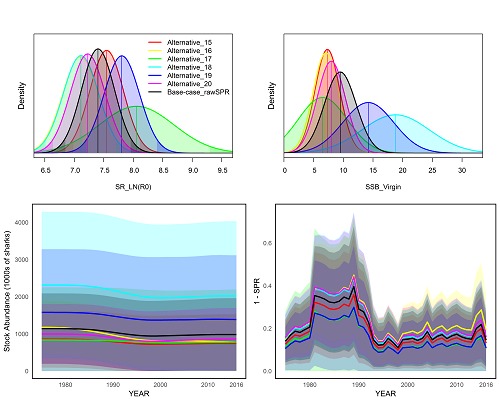 Alternative_15
Alternative_16
Alternative_17
Alternative_18
Alternative_19
Alternative_20
Base-case_rawSPR
Density
6.5 7.0 7.5 8.0 8.5 9.0 9.5
SR_LN(R0)
Density
0 5 10 15 20 25 30
SSB_Virgin
Stock Abundance (1000s of sharks)
4000
3000
2000
1000
0
1980 1990 2000 2010 2016
YEAR
1 - SPR
0.6
0.4
0.2
0.0
1980 1990 2000 2010 2016
YEAR